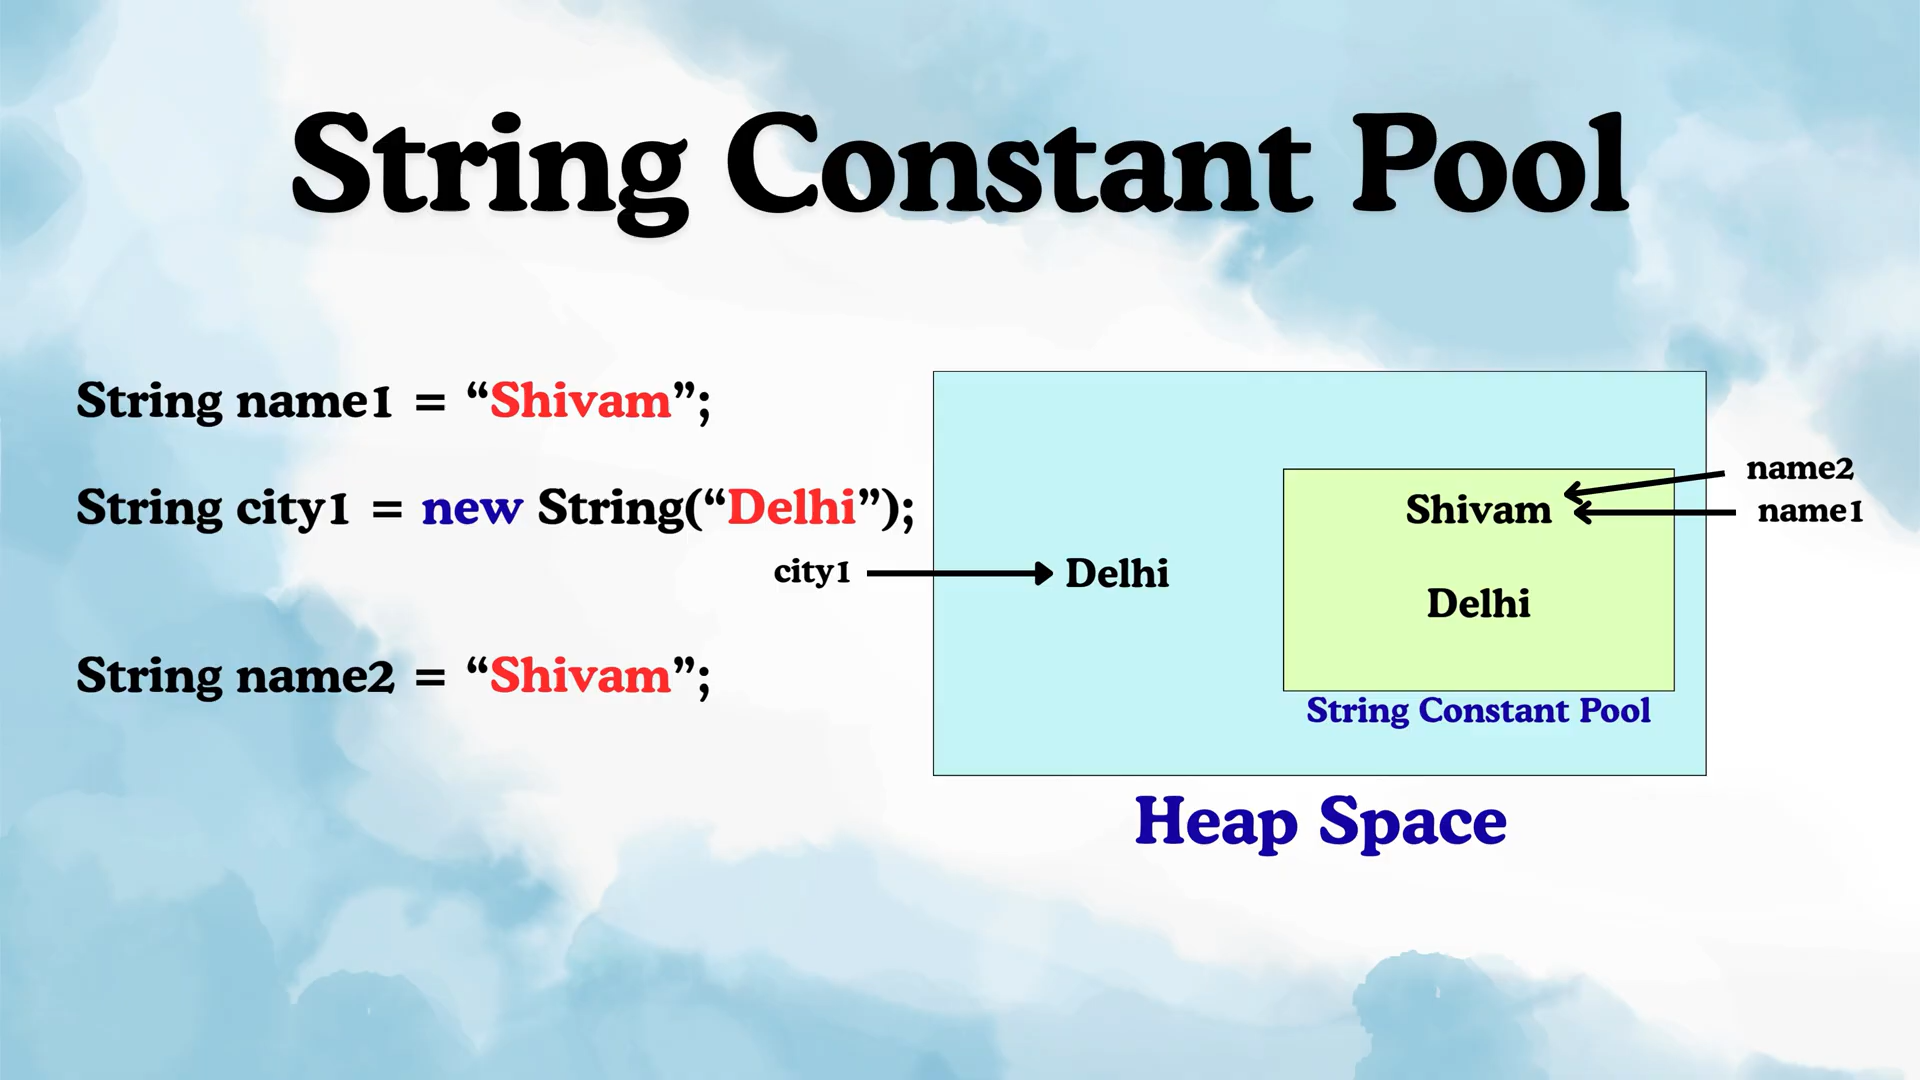 String Constant Pool
String name1 = “Shivam”;
String city1 = new String(“Delhi”);
String name2 = “Shivam”;
city1
Delhi
Shivam
Delhi
name2
name1
String Constant Pool
Heap Space